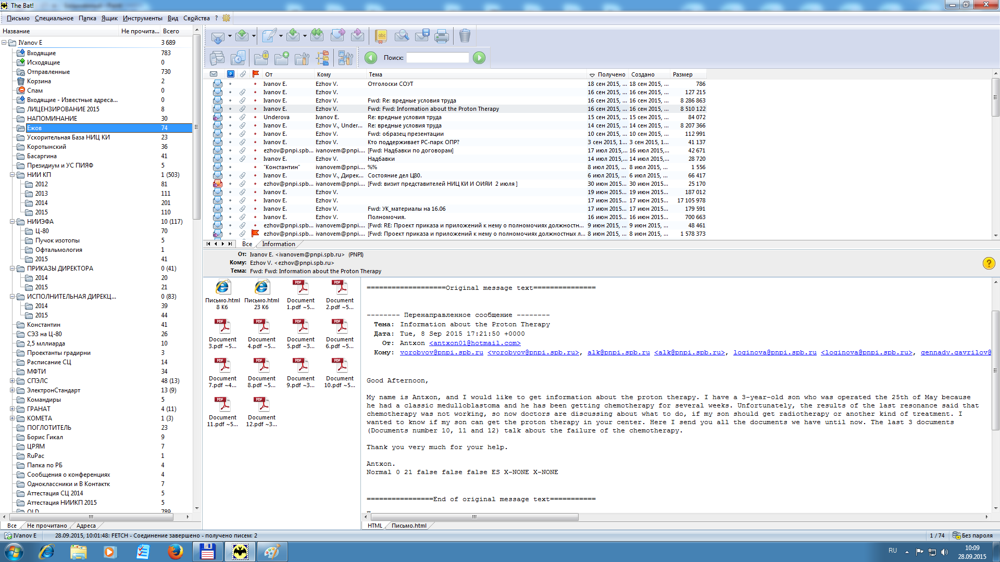 The Bat!
Письмо Специальное Папка Ящик Инструменты Вид Свойства ?
Название Не прочита... Всего
IVanov E 3 689
Входящие 783
Исходящие 0
Отправленные 730
Корзина 2
Спам 0
Входящие - Известные адреса... 0
ЛИЦЕНЗИРОВАНИЕ 2015 8
НАПОМИНАНИЕ 30
Ежов 74
Ускорительная База НИЦ КИ 23
Коротынский 36
Басаргина 41
Президиум и УС ПИЯФ 5
НИИ КП 1 (503)
2012 81
2013 111
2014 201
2015 110
НИИЭФА 10 (117)
Ц-80 70
Пучок изотопы 5
Офтальмология 1
2015 41
ПРИКАЗЫ ДИРЕКТОРА 0 (41)
2014 20
2015 21
ИСПОЛНИТЕЛЬНАЯ ДИРЕКЦ... 0 (83)
2014 39
2015 44
Константин 41
СЭЗ на Ц-80 26
2,5 мллиарда 10
Проектанты градирни 3
Расписание СЦ 14
МФТИ 34
СПЭЛС 48 (13)
ЭлектронСтандарт 13 (9)
Командиры 5
ГРАНАТ 4 (11)
КОМЕТА 1 (3)
ПОГЛОТИТЕЛЬ 23
Борис Гикал 9
ЦРЯМ 7
RuPac 1
Папка по РБ 4
Сообщения о конференциях 4
Одноклассники и В Контактк 7
Аттестация СЦ 2014 5
Аттестация НИИКП 2015 5
OLD 789
Все Не прочитано Адреса
abc
Поиск:
P От Кому Тема Получено Создано Размер
Ivanov E. Ezhov V. Отголоски СОУТ 18 сен 2015, ... 18 сен 2015, ... 786
Ivanov E. Ezhov V. 16 сен 2015, ... 16 сен 2015, ... 127 215
Ivanov E. Ezhov V. Fwd: Re: вредные условия труда 16 сен 2015, ... 16 сен 2015, ... 8 286 863
Ivanov E. Ezhov V. Fwd: Fwd: Information about the Proton Therapy 16 сен 2015, ... 16 сен 2015, ... 8 510 122
Underova Ivanov E. Re: вредные условия труда 15 сен 2015, ... 15 сен 2015, ... 84 072
Ivanov E. Ezhov V., Under... Re: вредные условия труда 14 сен 2015, ... 14 сен 2015, ... 8 207 366
Ivanov E. Ezhov V. Fwd: образец презентации 10 сен 2015, ... 10 сен 2015, ... 112 991
Ivanov E. Ezhov V. Кто поддерживает РС-парк ОПР? 3 сен 2015, 1... 3 сен 2015, 1... 41 137
ezhov@pnpi.spb... ivanovem@pnpi.... [Fwd: Надбавки по договорам] 17 июл 2015, ... 16 июл 2015, ... 42 671
Ivanov E. Ezhov V. Надбавки 14 июл 2015, ... 14 июл 2015, ... 28 720
"Константин" ivanovem@pnpi.... %% 8 июл 2015, ... 8 июл 2015, ... 1 556
Ivanov E. Ezhov V., Дирек... Состояние дел Ц80. 6 июл 2015, ... 6 июл 2015, ... 66 417
ezhov@pnpi.spb... ivanovem@pnpi.... [Fwd: визит представителей НИЦ КИ И ОИЯИ 2 июля ] 30 июн 2015... 30 июн 2015... 25 170
Ivanov E. Ezhov V. 19 июн 2015... 19 июн 2015... 187 012
Ivanov E. Ezhov V. 17 июн 2015... 17 июн 2015... 17 105 978
Ivanov E. Ezhov V. Fwd: УК_материалы на 16.06 17 июн 2015... 17 июн 2015... 179 591
Ivanov E. Ezhov V. Полномочия. 16 июн 2015... 16 июн 2015... 700 663
ezhov@pnpi.spb... ivanovem@pnpi.... [Fwd: RE: Проект приказа и приложений к нему о полномочиях должностн... 9 июн 2015, ... 9 июн 2015, ... 48 461
ezhov@pnpi.spb... ivanovem@pnpi.... [Fwd: Проект приказа и приложений к нему о полномочиях должностных л... 8 июн 2015, ... 8 июн 2015, ... 1 578 373
Все Information
От: Ivanov E. <ivanovem@pnpi.spb.ru> (PNPI)
Кому: Ezhov V. <ezhov@pnpi.spb.ru>
Тема: Fwd: Fwd: Information about the Proton Therapy
Письмо.html Письмо.html Document Document
8 Кб 23 Кб 1.pdf ~5... 2.pdf ~5...
Document Document Document Document
3.pdf ~5... 4.pdf ~5... 5.pdf ~3... 6.pdf ~5...
Document Document Document Document
7.pdf ~4... 8.pdf ~5... 9.pdf ~3... 10.pdf ~5...
Document Document
11.pdf ~5... 12.pdf ~3...
===================Original message text===============
-------- Перенаправленное сообщение --------
Тема: Information about the Proton Therapy
Дата: Tue, 8 Sep 2015 17:21:50 +0000
От: Antxon <antxon01@hotmail.com>
Кому: vorobyov@pnpi.spb.ru <vorobyov@pnpi.spb.ru>, alk@pnpi.spb.ru <alk@pnpi.spb.ru>, loginova@pnpi.spb.ru <loginova@pnpi.spb.ru>, gennady.gavrilov@
Good Afternoon,
My name is Antxon, and I would like to get information about the proton therapy. I have a 3-year-old son who was operated the 25th of May because
he had a classic medulloblastoma and he has been getting chemotherapy for several weeks. Unfortunately, the results of the last resonance said that
chemotherapy was not working, so now doctors are discussing about what to do, if my son should get radiotherapy or another kind of treatment. I
wanted to know if my son can get the proton therapy in your center. Here I send you all the documents we have until now. The last 3 documents
(Documents number 10, 11 and 12) talk about the failure of the chemotherapy.
Thank you very much for your help.
Antxon.
Normal 0 21 false false false ES X-NONE X-NONE
================End of original message text===========
HTML Письмо.html
IVanov E 28.09.2015, 10:01:48: FETCH - Соединение завершено - получено писем: 2 1 / 74 Без пароля
RU 10:09
28.09.2015